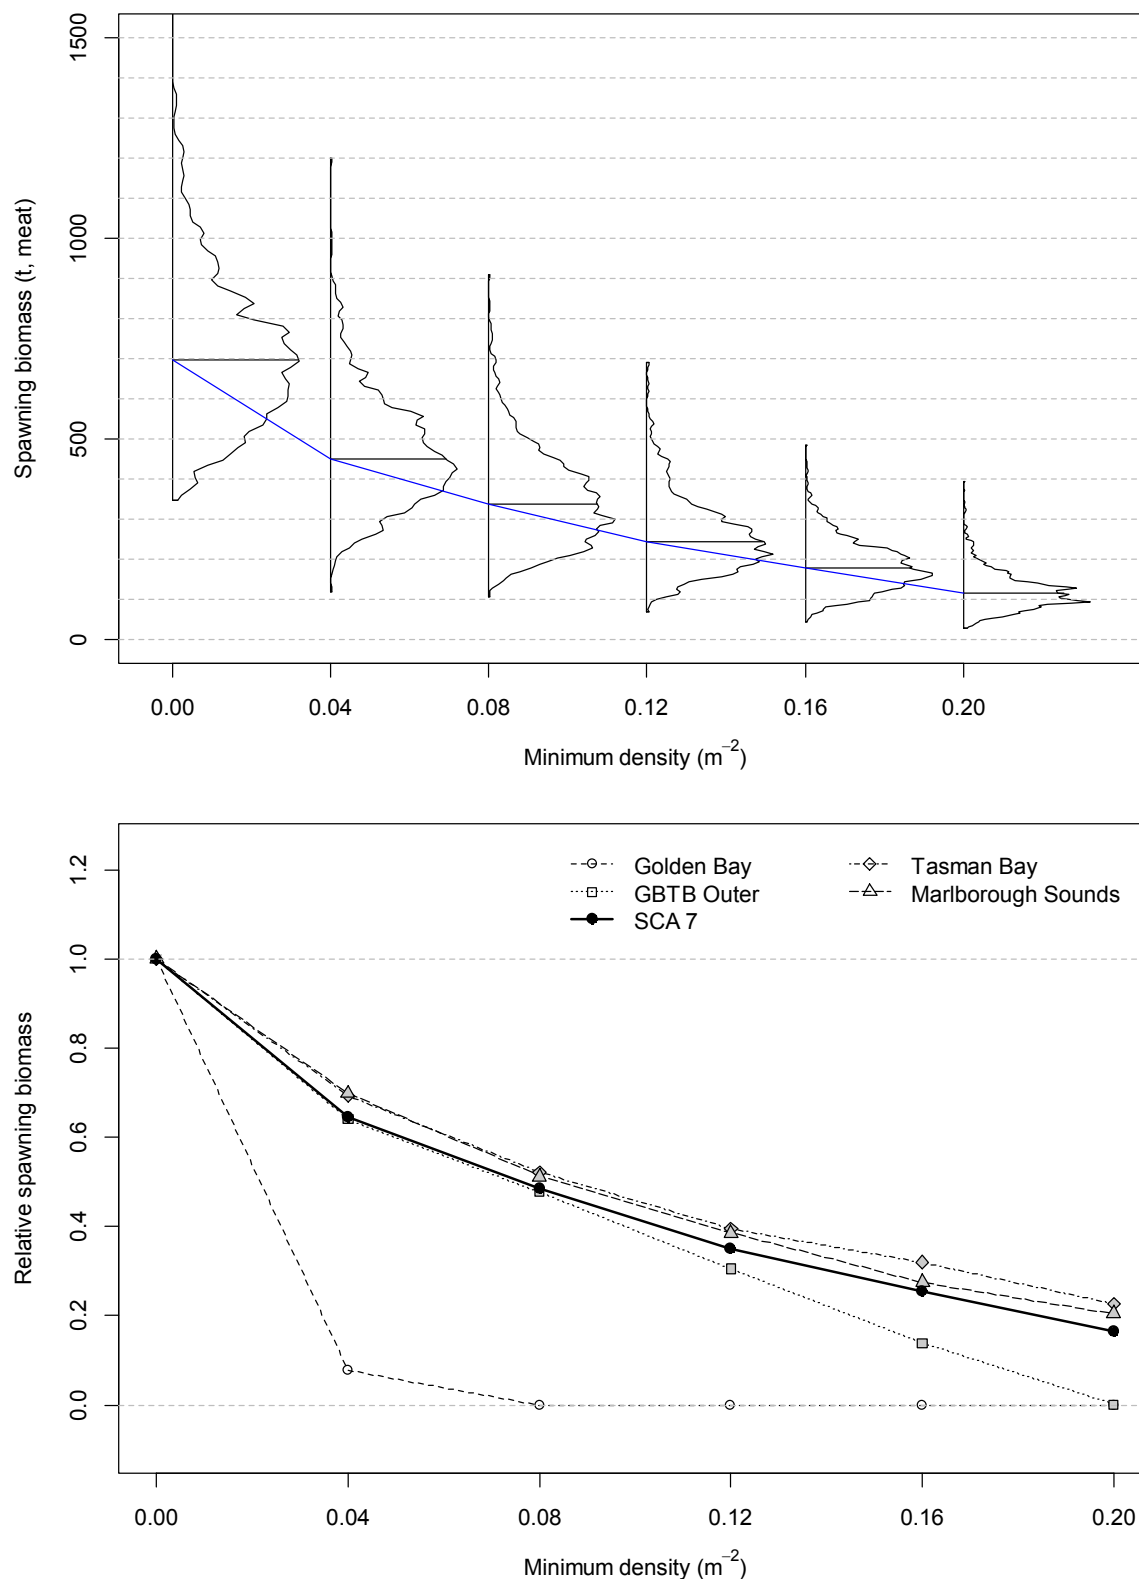 Spawning biomass (t, meat)
1500
1000
500
0
0.00 0.04 0.08 0.12 0.16 0.20
Minimum density (m⁻²)
Relative spawning biomass
1.2
1.0
0.8
0.6
0.4
0.2
0.0
Golden Bay
GBTB Outer
SCA 7
Tasman Bay
Marlborough Sounds
0.00 0.04 0.08 0.12 0.16 0.20
Minimum density (m⁻²)